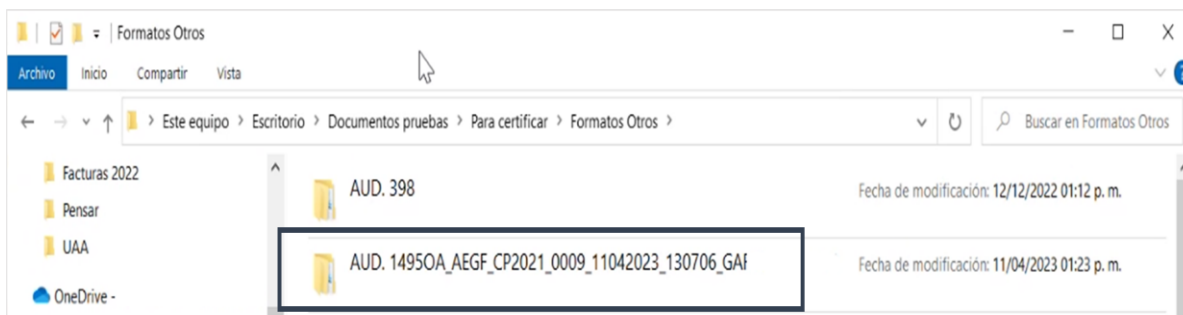 Formatos Otros
Archivo Inicio Compartir Vista
Este equipo > Escritorio > Documentos pruebas > Para certificar > Formatos Otros >
Buscar en Formatos Otros
Facturas 2022
Pensar
UAA
OneDrive -
AUD. 398
Fecha de modificación: 12/12/2022 01:12 p. m.
AUD. 1495OA_AEGF_CP2021_0009_11042023_130706_GAF
Fecha de modificación: 11/04/2023 01:23 p. m.